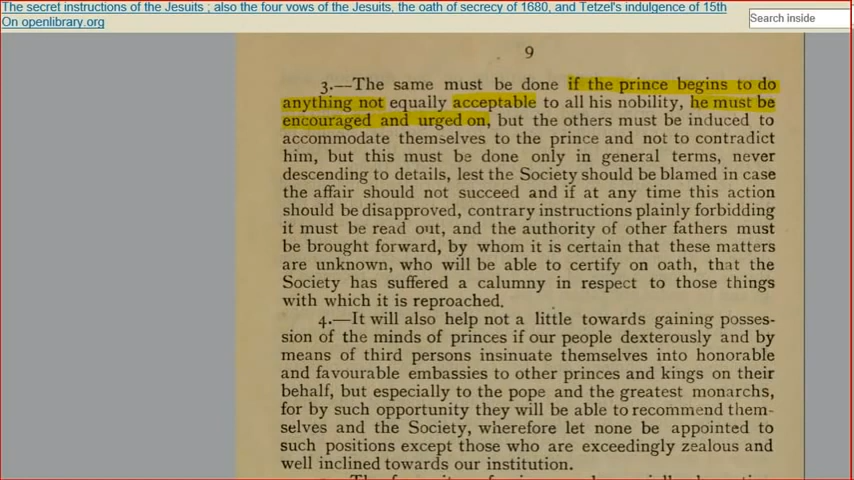 The secret instructions of the Jesuits ; also the four vows of the Jesuits, the oath of secrecy of 1680, and Tetzel's indulgence of 15th
On openlibrary.org
Search inside
9
3.—The same must be done if the prince begins to do
anything not equally acceptable to all his nobility, he must be
encouraged and urged on, but the others must be induced to
accommodate themselves to the prince and not to contradict
him, but this must be done only in general terms, never
descending to details, lest the Society should be blamed in case
the affair should not succeed and if at any time this action
should be disapproved, contrary instructions plainly forbidding
it must be read out, and the authority of other fathers must
be brought forward, by whom it is certain that these matters
are unknown, who will be able to certify on oath, that the
Society has suffered a calumny in respect to those things
with which it is reproached.
4.—It will also help not a little towards gaining posses-
sion of the minds of princes if our people dexterously and by
means of third persons insinuate themselves into honorable
and favourable embassies to other princes and kings on their
behalf, but especially to the pope and the greatest monarchs,
for by such opportunity they will be able to recommend them-
selves and the Society, wherefore let none be appointed to
such positions except those who are exceedingly zealous and
well inclined towards our institution.